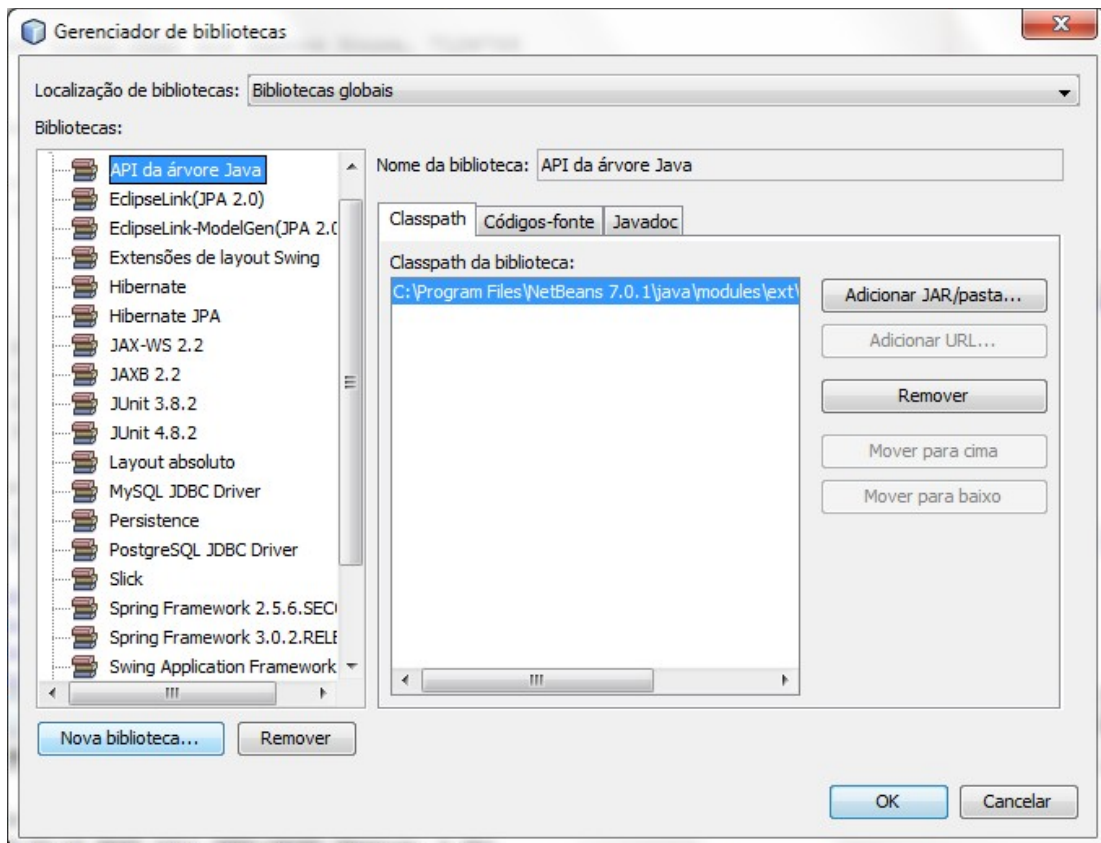 Gerenciador de bibliotecas
Localização de bibliotecas: Bibliotecas globais
Bibliotecas:
API da árvore Java
EclipseLink(JPA 2.0)
EclipseLink-ModelGen(JPA 2.0
Extensões de layout Swing
Hibernate
Hibernate JPA
JAX-WS 2.2
JAXB 2.2
JUnit 3.8.2
JUnit 4.8.2
Layout absoluto
MySQL JDBC Driver
Persistence
PostgreSQL JDBC Driver
Slick
Spring Framework 2.5.6.SEC
Spring Framework 3.0.2.RELE
Swing Application Framework
Nova biblioteca...
Remover
Nome da biblioteca: API da árvore Java
Classpath
Códigos-fonte
Javadoc
Classpath da biblioteca:
C:\Program Files\NetBeans 7.0.1\java\modules\ext\
Adicionar JAR/pasta...
Adicionar URL...
Remover
Mover para cima
Mover para baixo
OK
Cancelar